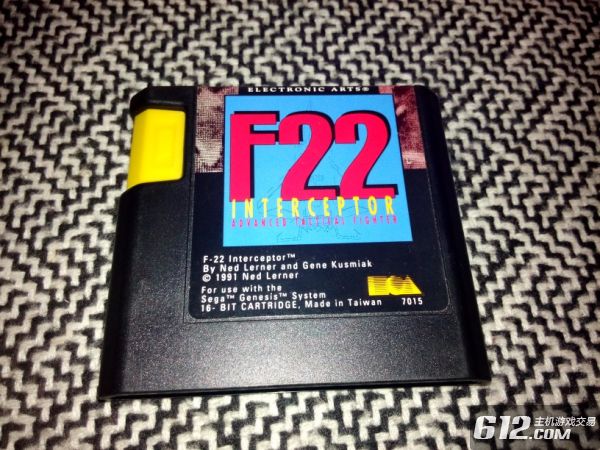 ELECTRONIC ARTS®
F22
INTERCEPTOR
ADVANCED TACTICAL FIGHTER
F-22 Interceptor™
By Ned Lerner and Gene Kusmiak
© 1991 Ned Lerner
For use with the
Sega™ Genesis™ System
16- BIT CARTRIDGE, Made in Taiwan 7015
EA
612.com
主机游戏交易